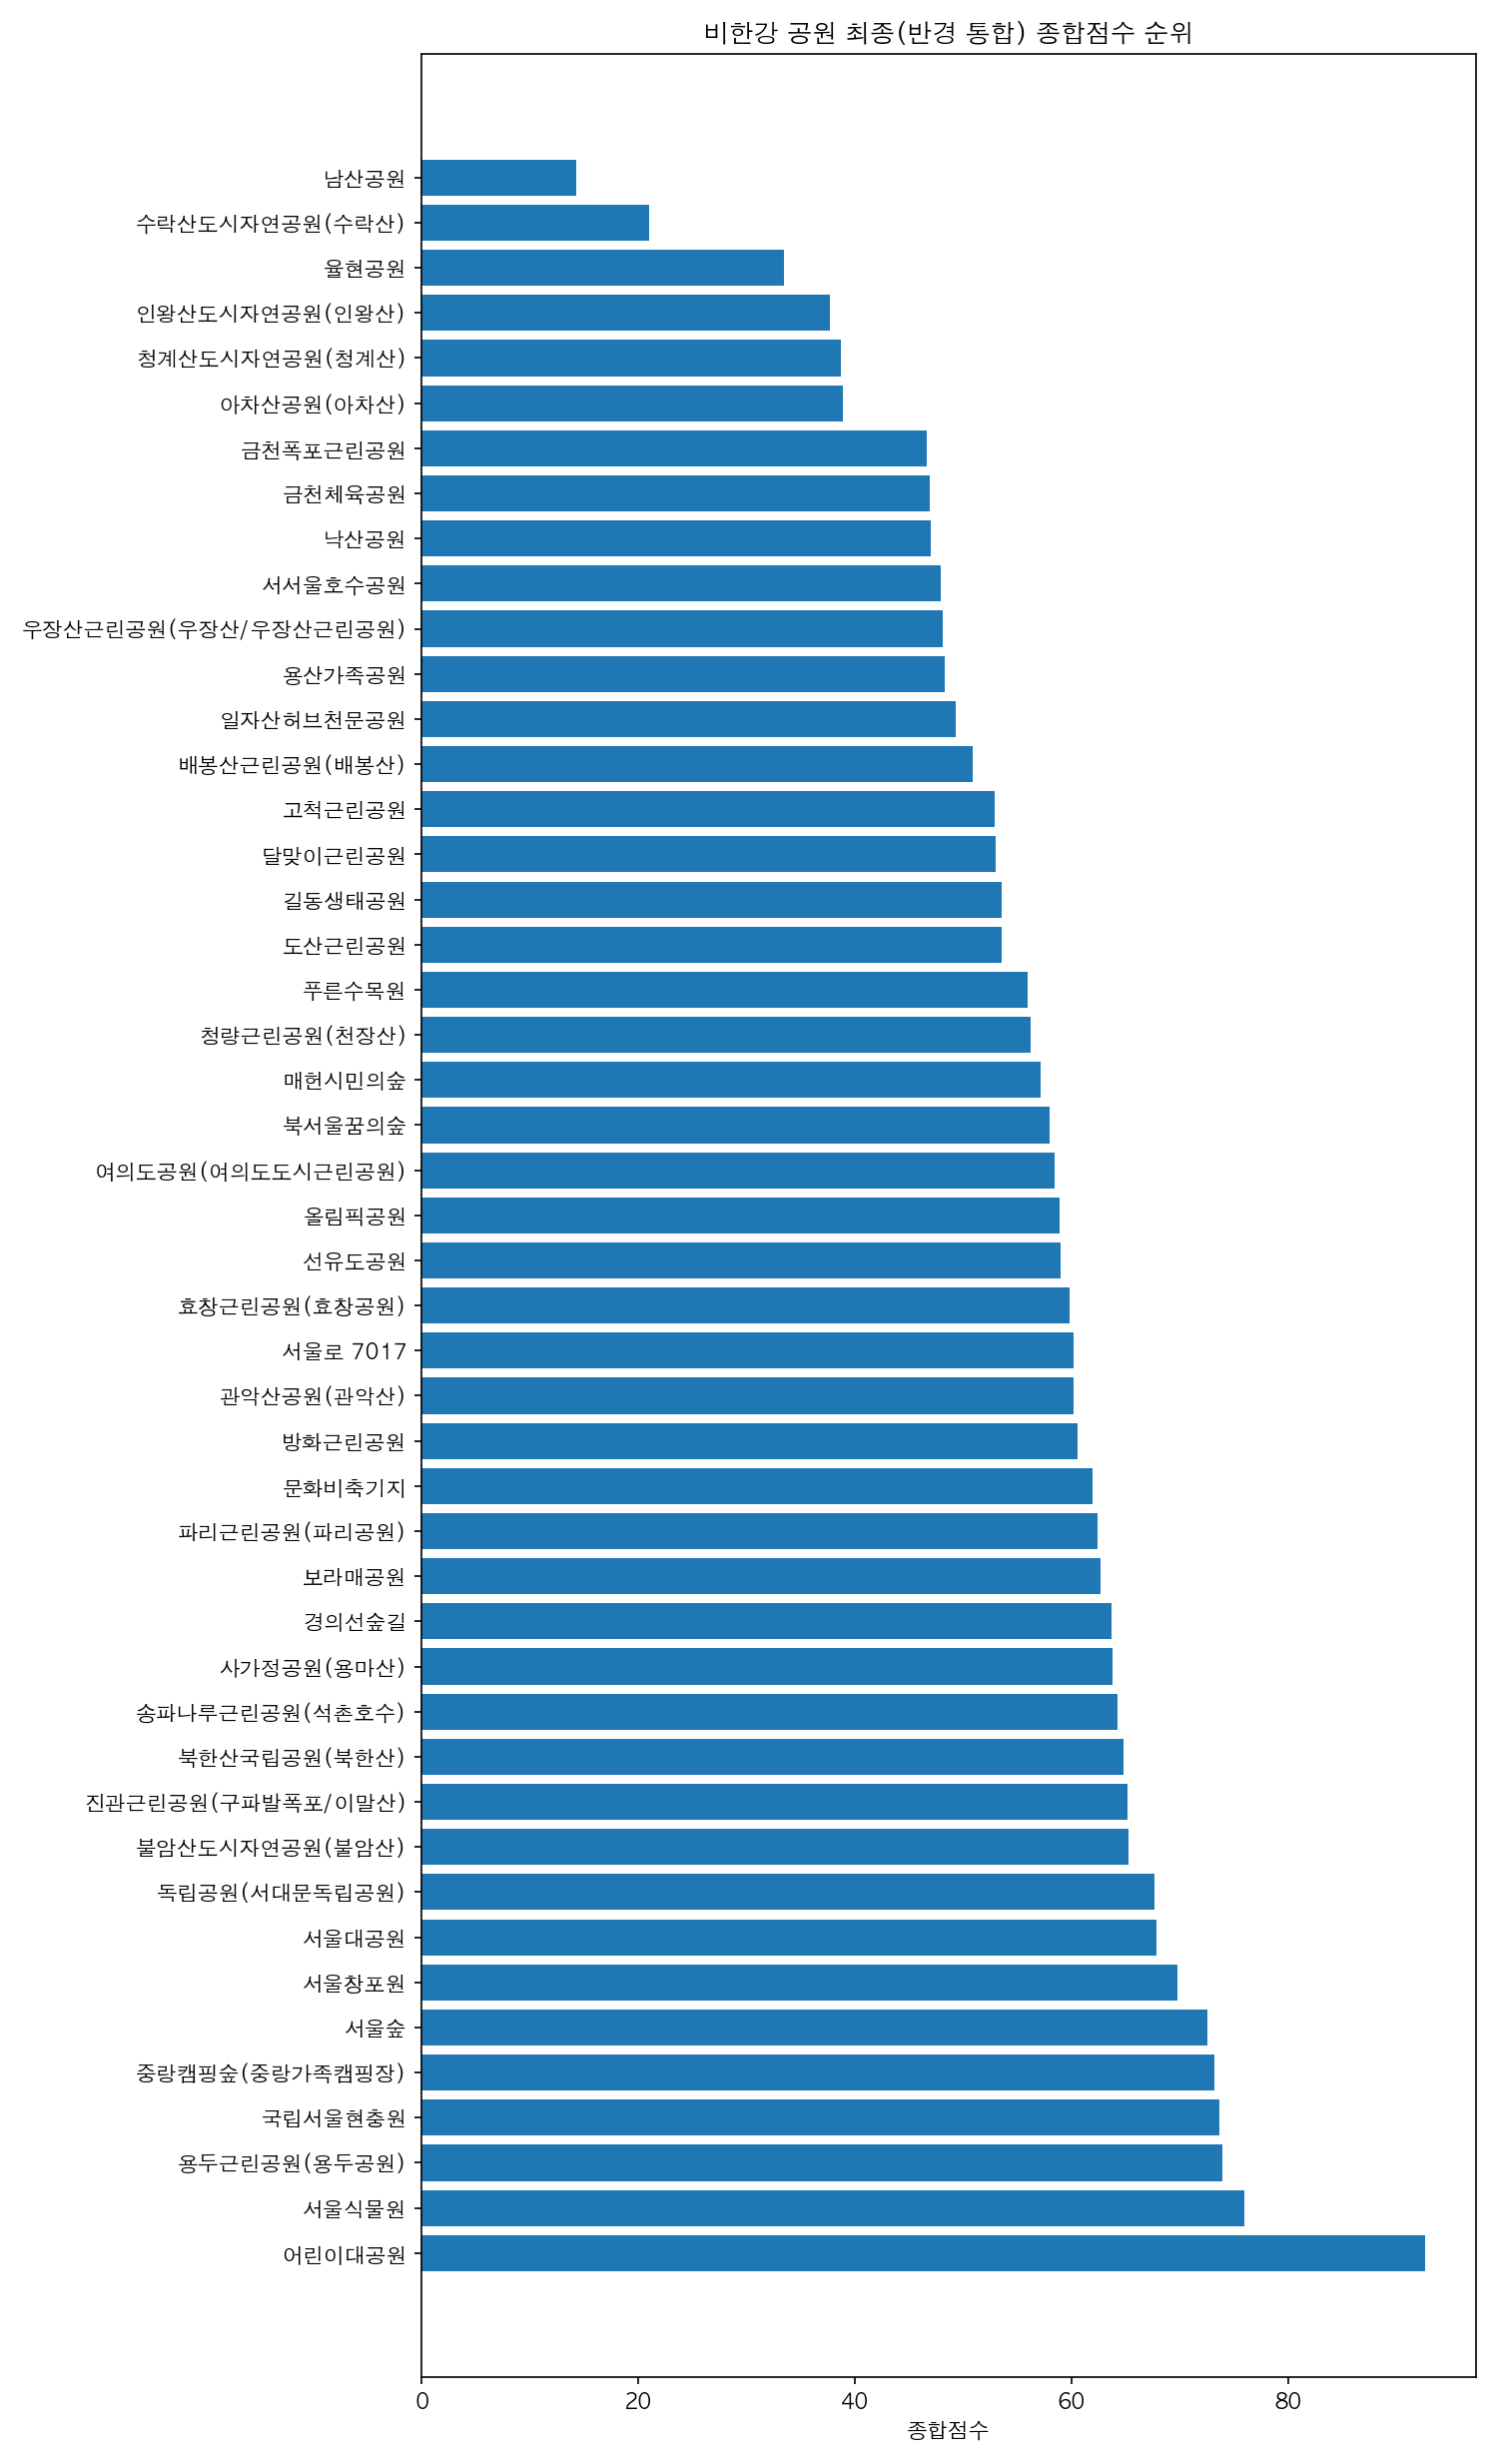 비한강 공원 최종(반경 통합) 종합점수 순위
남산공원
수락산도시자연공원(수락산)
율현공원
인왕산도시자연공원(인왕산)
청계산도시자연공원(청계산)
아차산공원(아차산)
금천폭포근린공원
금천체육공원
낙산공원
서서울호수공원
우장산근린공원(우장산/우장산근린공원)
용산가족공원
일자산허브천문공원
배봉산근린공원(배봉산)
고척근린공원
달맞이근린공원
길동생태공원
도산근린공원
푸른수목원
청량근린공원(천장산)
매헌시민의숲
북서울꿈의숲
여의도공원(여의도도시근린공원)
올림픽공원
선유도공원
효창근린공원(효창공원)
서울로 7017
관악산공원(관악산)
방화근린공원
문화비축기지
파리근린공원(파리공원)
보라매공원
경의선숲길
사가정공원(용마산)
송파나루근린공원(석촌호수)
북한산국립공원(북한산)
진관근린공원(구파발폭포/이말산)
불암산도시자연공원(불암산)
독립공원(서대문독립공원)
서울대공원
서울창포원
서울숲
중랑캠핑숲(중랑가족캠핑장)
국립서울현충원
용두근린공원(용두공원)
서울식물원
어린이대공원
0 20 40 60 80
종합점수